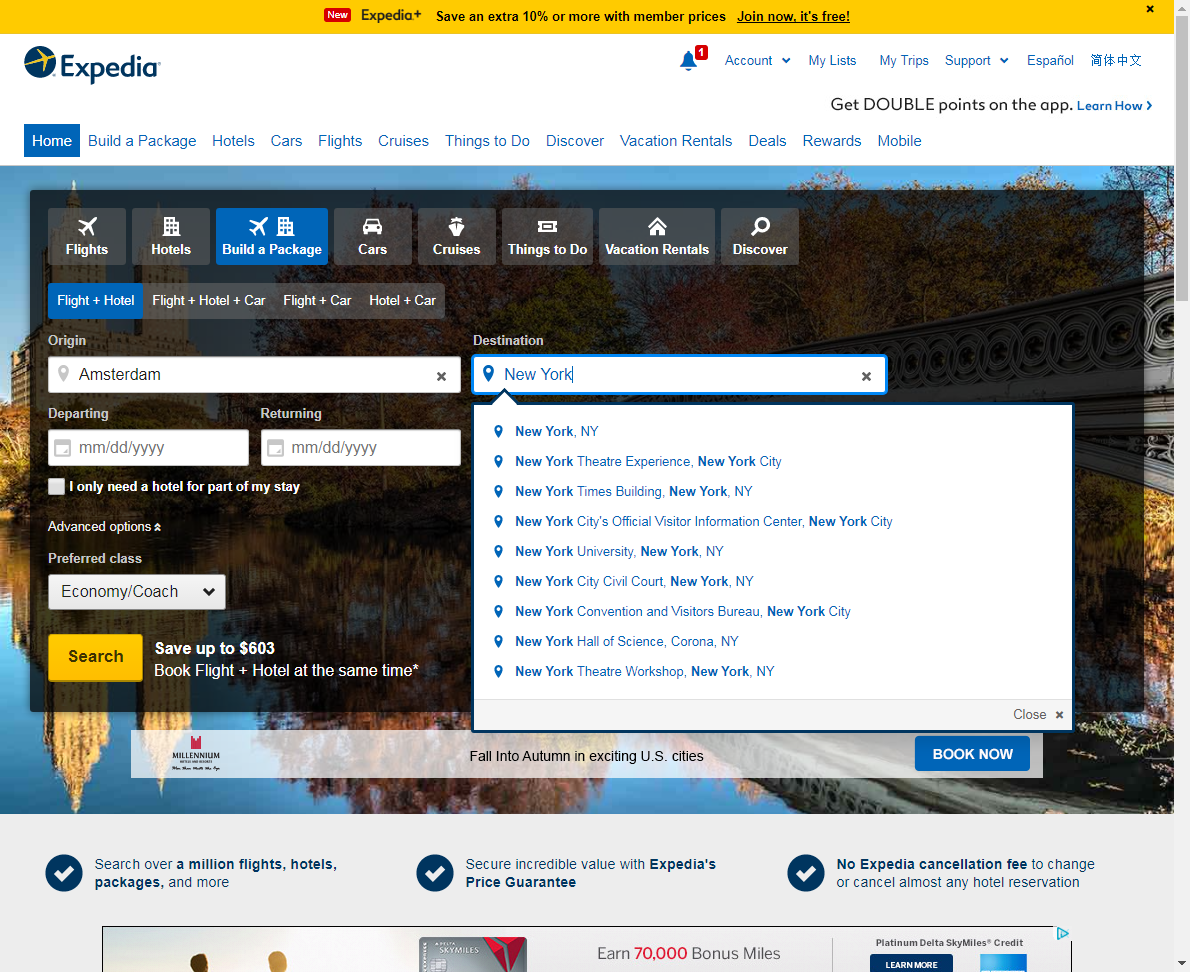 New Expedia+ Save an extra 10% or more with member prices Join now, it's free!
Expedia
1 Account My Lists My Trips Support Español 简体中文
Get DOUBLE points on the app. Learn How
Home Build a Package Hotels Cars Flights Cruises Things to Do Discover Vacation Rentals Deals Rewards Mobile
Flights Hotels Build a Package Cars Cruises Things to Do Vacation Rentals Discover
Flight + Hotel Flight + Hotel + Car Flight + Car Hotel + Car
Origin Destination
Amsterdam New York
Departing Returning
mm/dd/yyyy mm/dd/yyyy
I only need a hotel for part of my stay
Advanced options
Preferred class
Economy/Coach
Search
Save up to $603
Book Flight + Hotel at the same time*
New York, NY
New York Theatre Experience, New York City
New York Times Building, New York, NY
New York City's Official Visitor Information Center, New York City
New York University, New York, NY
New York City Civil Court, New York, NY
New York Convention and Visitors Bureau, New York City
New York Hall of Science, Corona, NY
New York Theatre Workshop, New York, NY
Close
MILLENNIUM
Fall Into Autumn in exciting U.S. cities
BOOK NOW
Search over a million flights, hotels,
packages, and more
Secure incredible value with Expedia's
Price Guarantee
No Expedia cancellation fee to change
or cancel almost any hotel reservation
DELTA
SKYMILES
Earn 70,000 Bonus Miles
Platinum Delta SkyMiles® Credit
LEARN MORE